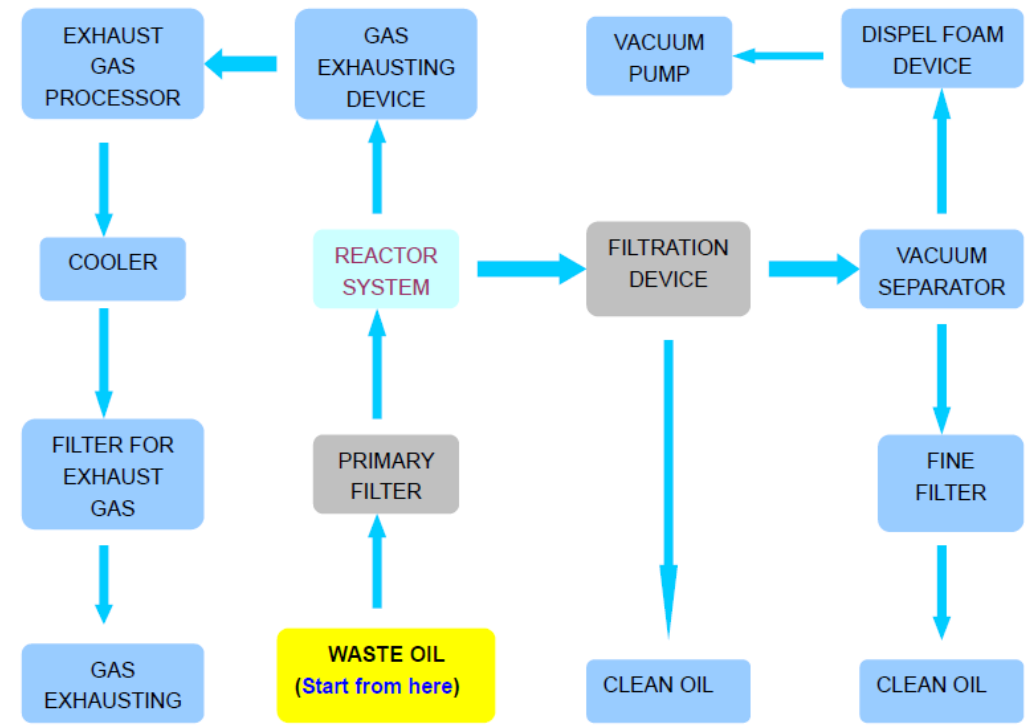 EXHAUST
GAS
PROCESSOR
GAS
EXHAUSTING
DEVICE
VACUUM
PUMP
DISPEL FOAM
DEVICE
COOLER
REACTOR
SYSTEM
FILTRATION
DEVICE
VACUUM
SEPARATOR
FILTER FOR
EXHAUST
GAS
PRIMARY
FILTER
FINE
FILTER
GAS
EXHAUSTING
WASTE OIL
(Start from here)
CLEAN OIL
CLEAN OIL